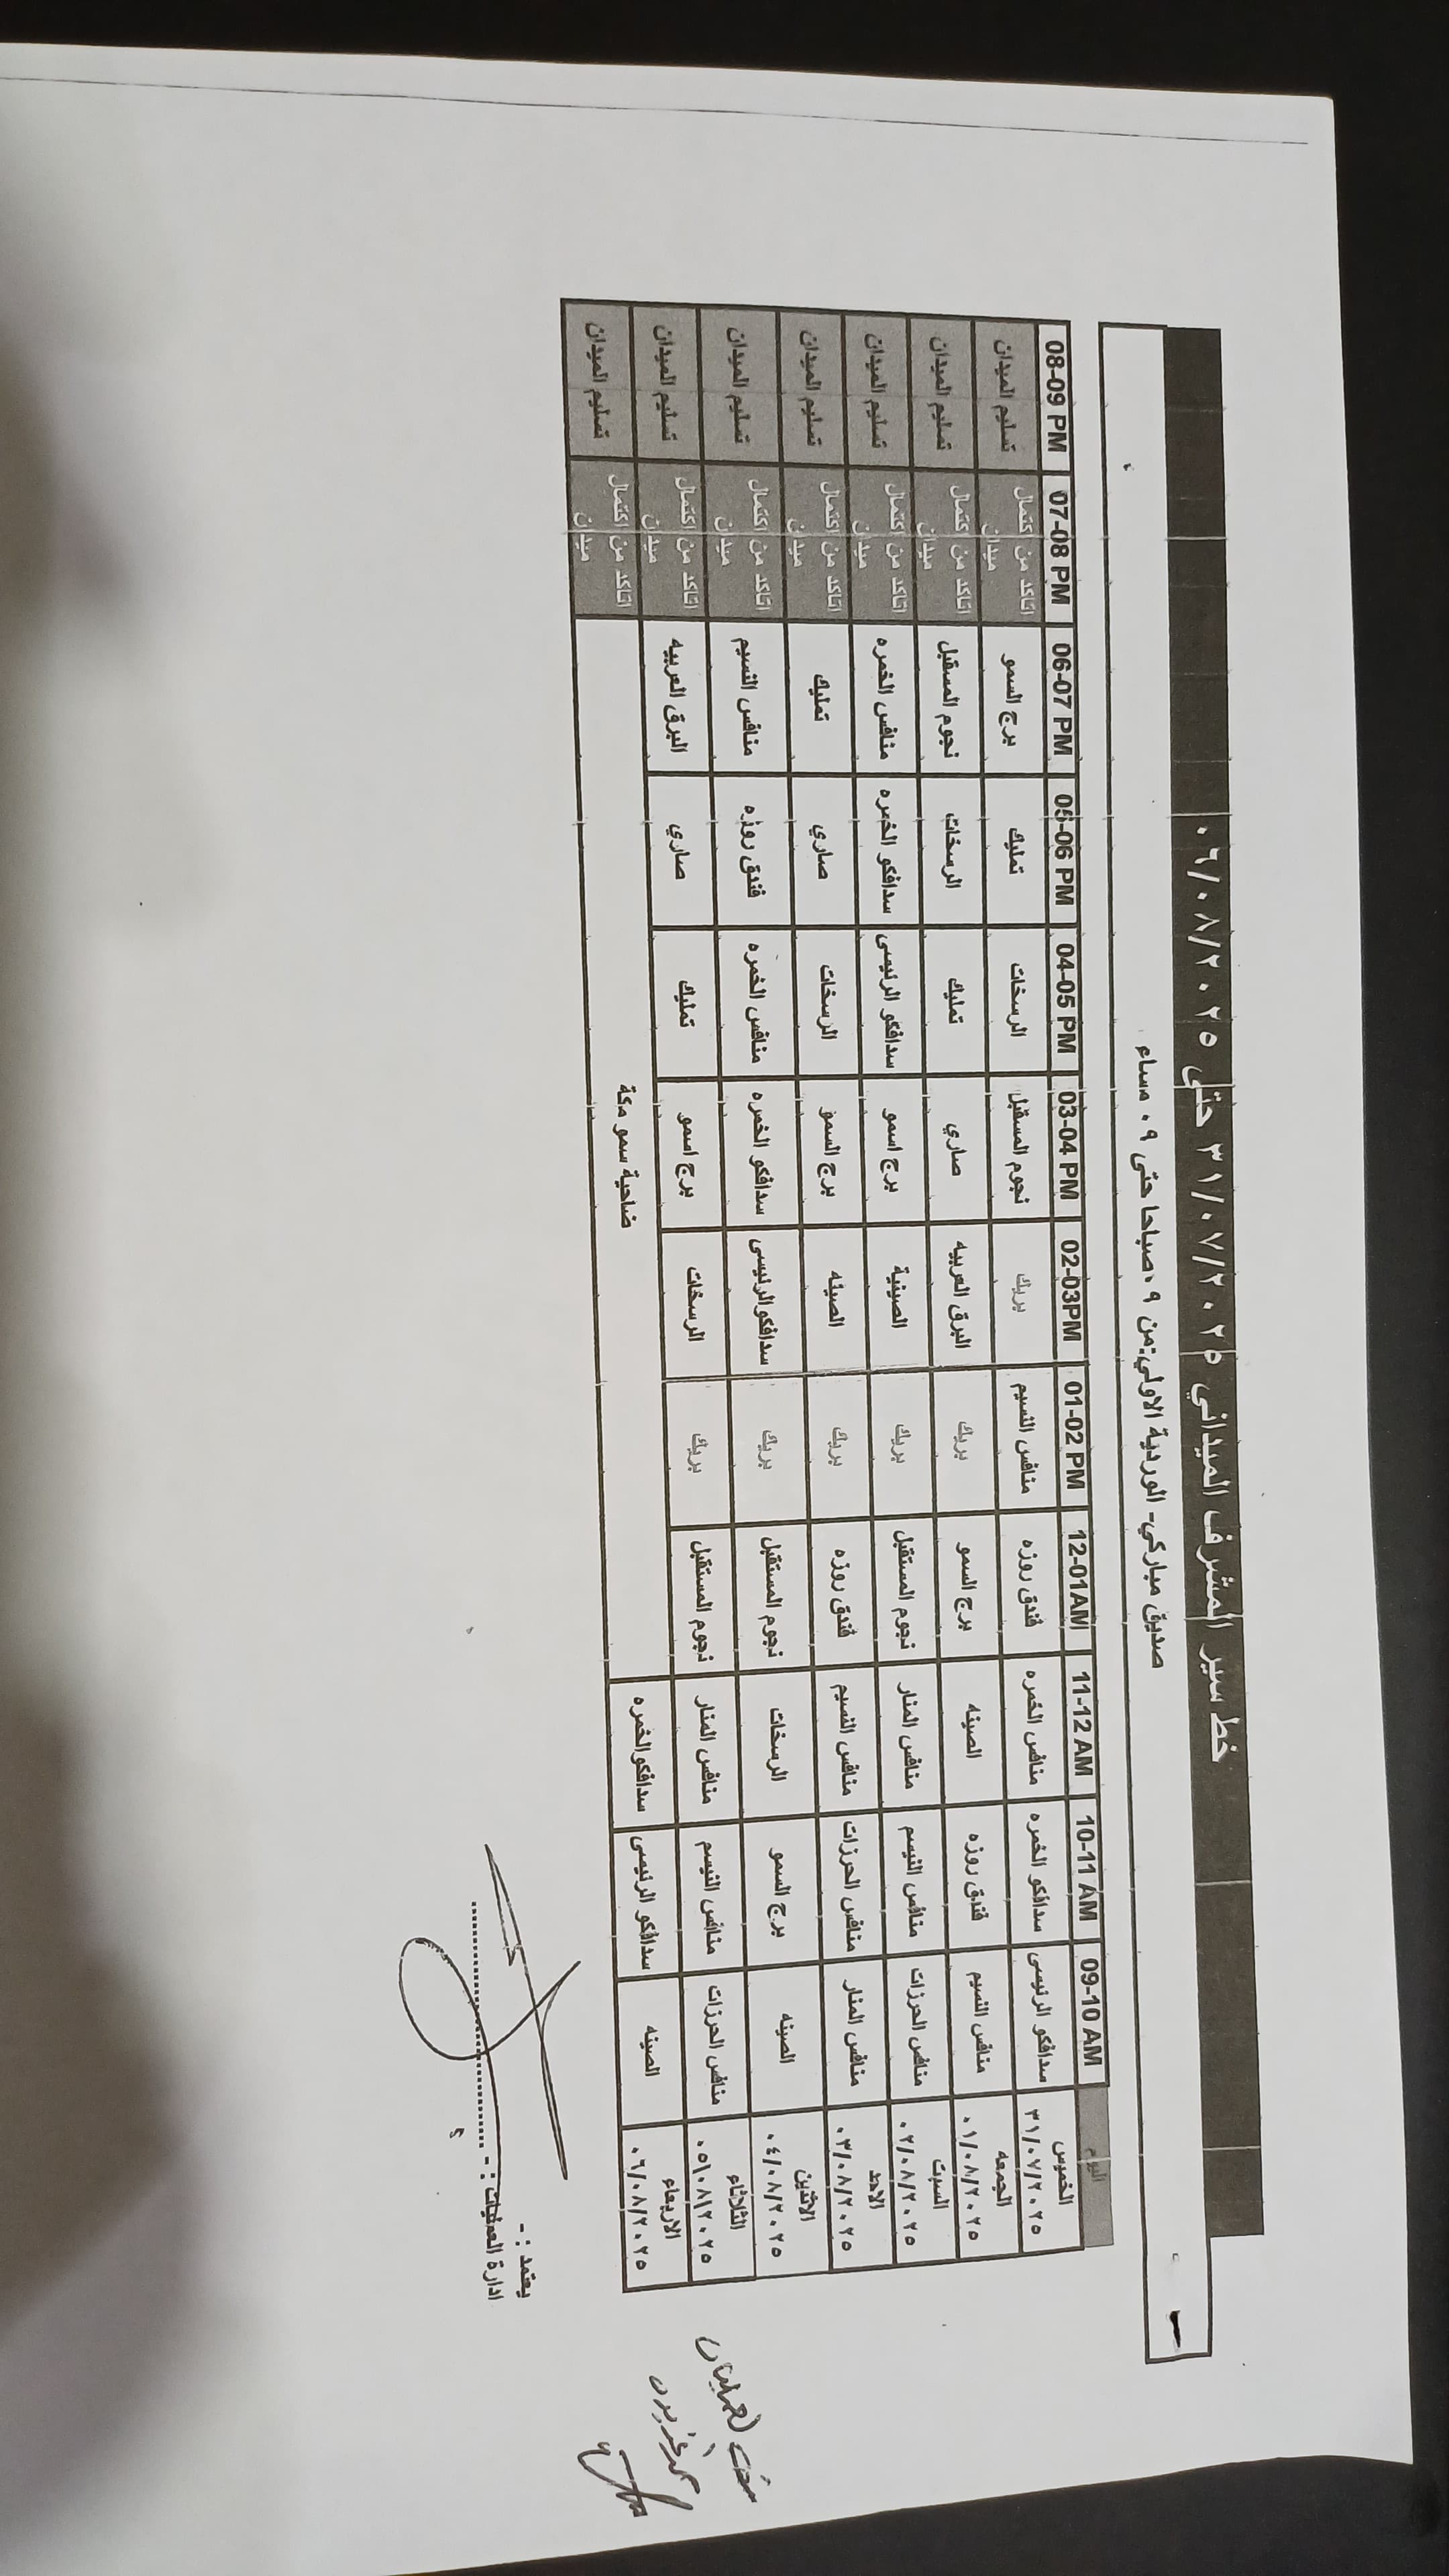 خط سير المشرف الميداني ٣١/٠٧/٢٠٢٥ حتى ٠٦/٠٨/٢٠٢٥
صديق مباركي- الوردية الاولي:من ٠٩صباحا حتى ٠٩ مساء
اليوم 09-10 AM 10-11 AM 11-12 AM 12-01AM 01-02 PM 02-03PM 03-04 PM 04-05 PM 05-06 PM 06-07 PM 07-08 PM 08-09 PM
الخميس ٣١/٠٧/٢٠٢٥ سدافكو الرئيسى سدافكو الخمره منافس الخمره فندق روزه منافس النسيم بريك نجوم المسقبل الرسخات تمليك برج السمو اتاكد من اكتمال ميدان تسليم الميدان
الجمعه ٠١/٠٨/٢٠٢٥ منافس النسيم فندق روزه الصينه برج السمو بريك البرق العربيه صاري تمليك الرسخات نجوم المسقبل اتاكد من اكتمال ميدان تسليم الميدان
السبت ٠٢/٠٨/٢٠٢٥ منافس الحرزات منافس النيسم منافس المنار نجوم المستقبل بريك الصينية برج اسمو سدافكو الرئيسى سدافكو الخمره منافس الخمره اتاكد من اكتمال ميدان تسليم الميدان
الاحد ٠٣/٠٨/٢٠٢٥ منافس المنار منافس الحرزات منافس النسيم فندق روزه بريك الصينه برج السمو الرسخات صاري تمليك اتاكد من اكتمال ميدان تسليم الميدان
الاثنين ٠٤/٠٨/٢٠٢٥ الصينه برج السمو الرسخات نجوم المستقبل بريك سدافكوالرئيسى سدافكو الخمره منافس الخمره فندق روزه منافس النسيم اتاكد من اكتمال ميدان تسليم الميدان
الثلاثاء ٠٥\٠٨/٢٠٢٥ منافس الحرزات منافس النيسم منافس المنار نجوم المستقبل بريك الرسخات برج اسمو تمليك صاري البرق العربيه اتاكد من اكتمال ميدان تسليم الميدان
الاربعاء ٠٦/٠٨/٢٠٢٥ الصينه سدافكو الرئيسى سدافكوالخمره ضاحية سمو مكة اتاكد من اكتمال ميدان تسليم الميدان
يعتمد : -
ادارة العمليات : -